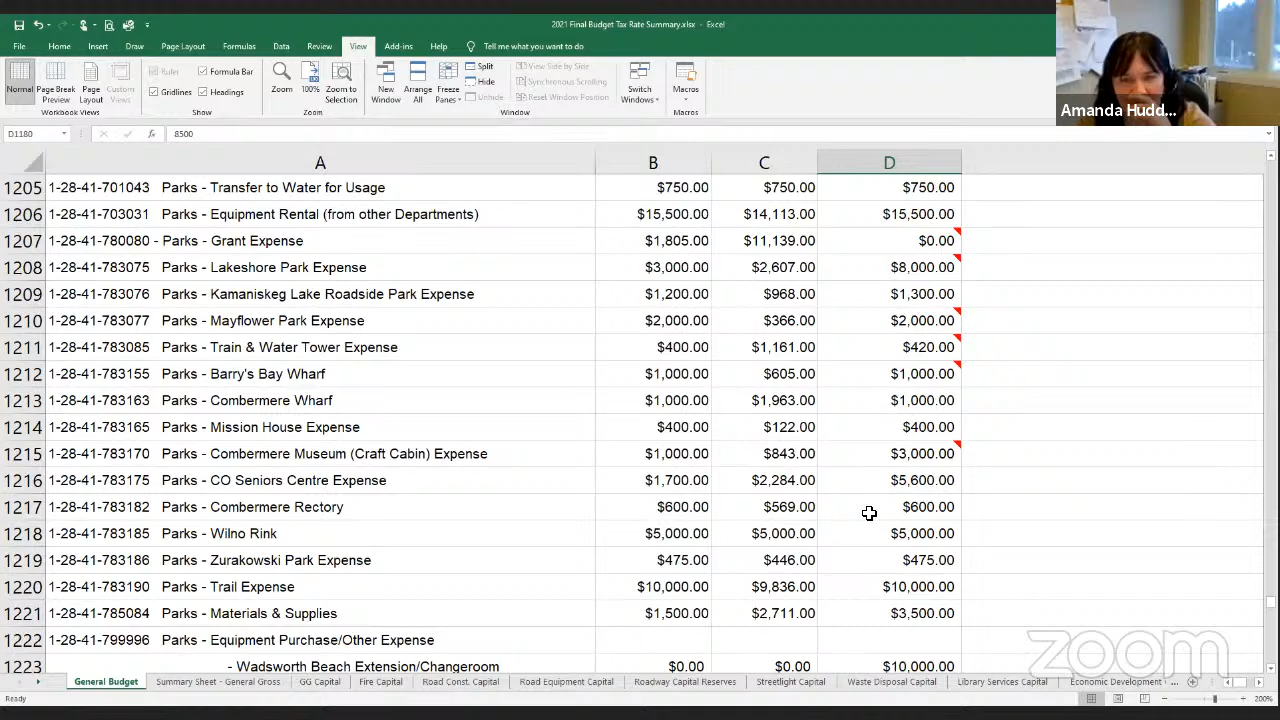 2021 Final Budget Tax Rate Summary.xlsx - Excel
File Home Insert Draw Page Layout Formulas Data Review View Add-ins Help Tell me what you want to do
Normal Page Break Preview Page Layout Custom Views Workbook Views
Ruler Formula Bar Gridlines Headings Show
Zoom 100% Zoom to Selection Zoom
New Window Arrange All Freeze Panes Split Hide Unhide View Side by Side Synchronous Scrolling Reset Window Position Switch Windows Window
Macros Macros
Amanda Hudd...
D1180 fx 8500
A B C D
1205 1-28-41-701043 Parks - Transfer to Water for Usage $750.00 $750.00 $750.00
1206 1-28-41-703031 Parks - Equipment Rental (from other Departments) $15,500.00 $14,113.00 $15,500.00
1207 1-28-41-780080 - Parks - Grant Expense $1,805.00 $11,139.00 $0.00
1208 1-28-41-783075 Parks - Lakeshore Park Expense $3,000.00 $2,607.00 $8,000.00
1209 1-28-41-783076 Parks - Kamaniskeg Lake Roadside Park Expense $1,200.00 $968.00 $1,300.00
1210 1-28-41-783077 Parks - Mayflower Park Expense $2,000.00 $366.00 $2,000.00
1211 1-28-41-783085 Parks - Train & Water Tower Expense $400.00 $1,161.00 $420.00
1212 1-28-41-783155 Parks - Barry's Bay Wharf $1,000.00 $605.00 $1,000.00
1213 1-28-41-783163 Parks - Combermere Wharf $1,000.00 $1,963.00 $1,000.00
1214 1-28-41-783165 Parks - Mission House Expense $400.00 $122.00 $400.00
1215 1-28-41-783170 Parks - Combermere Museum (Craft Cabin) Expense $1,000.00 $843.00 $3,000.00
1216 1-28-41-783175 Parks - CO Seniors Centre Expense $1,700.00 $2,284.00 $5,600.00
1217 1-28-41-783182 Parks - Combermere Rectory $600.00 $569.00 $600.00
1218 1-28-41-783185 Parks - Wilno Rink $5,000.00 $5,000.00 $5,000.00
1219 1-28-41-783186 Parks - Zurakowski Park Expense $475.00 $446.00 $475.00
1220 1-28-41-783190 Parks - Trail Expense $10,000.00 $9,836.00 $10,000.00
1221 1-28-41-785084 Parks - Materials & Supplies $1,500.00 $2,711.00 $3,500.00
1222 1-28-41-799996 Parks - Equipment Purchase/Other Expense
1223 - Wadsworth Beach Extension/Changeroom $0.00 $0.00 $10,000.00
zoom
General Budget Summary Sheet - General Gross GG Capital Fire Capital Road Const. Capital Road Equipment Capital Roadway Capital Reserves Streetlight Capital Waste Disposal Capital Library Services Capital Economic Development ...
Ready 200%